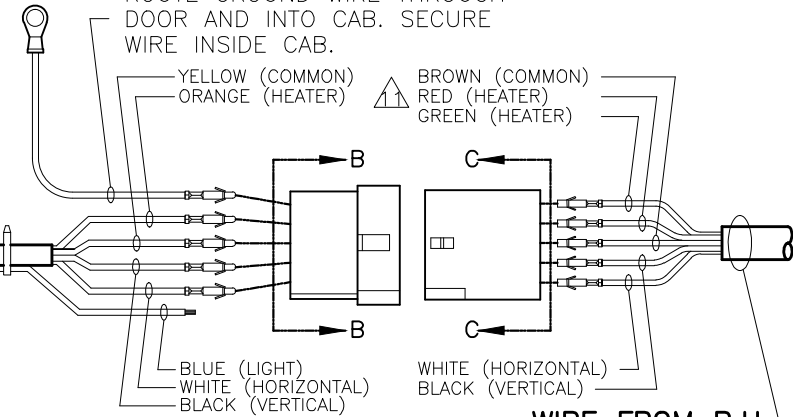 ROUTE GROUND WIRE THROUGH
DOOR AND INTO CAB. SECURE
WIRE INSIDE CAB.
YELLOW (COMMON)
ORANGE (HEATER)
11
BROWN (COMMON)
RED (HEATER)
GREEN (HEATER)
B
C
B
C
BLUE (LIGHT)
WHITE (HORIZONTAL)
BLACK (VERTICAL)
WHITE (HORIZONTAL)
BLACK (VERTICAL)
WIRE FROM R.H.